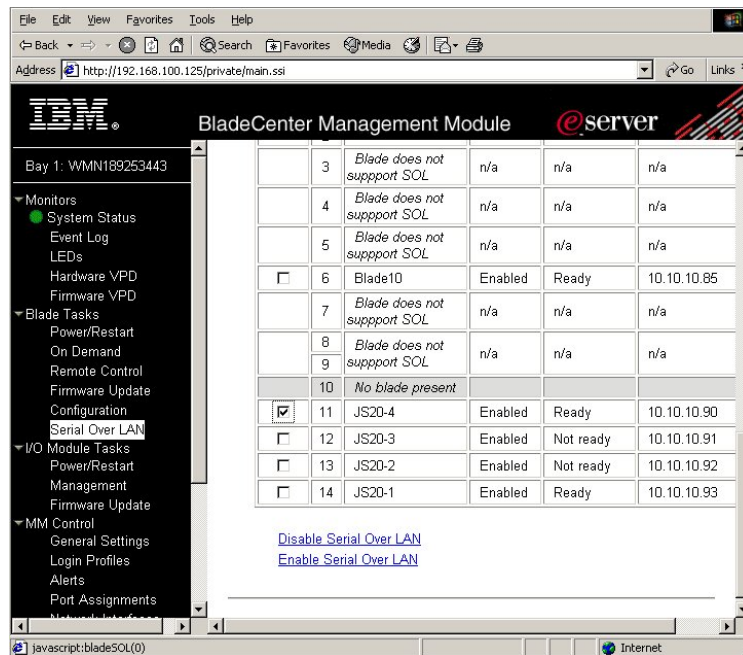 File Edit View Favorites Tools Help
Back Search Favorites Media
Address http://192.168.100.125/private/main.ssi Go Links
IBM. BladeCenter Management Module eserver
Bay 1: WMN189253443
Monitors
System Status
Event Log
LEDs
Hardware VPD
Firmware VPD
Blade Tasks
Power/Restart
On Demand
Remote Control
Firmware Update
Configuration
Serial Over LAN
I/O Module Tasks
Power/Restart
Management
Firmware Update
MM Control
General Settings
Login Profiles
Alerts
Port Assignments
3 Blade does not suppport SOL n/a n/a n/a
4 Blade does not suppport SOL n/a n/a n/a
5 Blade does not suppport SOL n/a n/a n/a
6 Blade10 Enabled Ready 10.10.10.85
7 Blade does not suppport SOL n/a n/a n/a
8 9 Blade does not suppport SOL n/a n/a n/a
10 No blade present
11 JS20-4 Enabled Ready 10.10.10.90
12 JS20-3 Enabled Not ready 10.10.10.91
13 JS20-2 Enabled Not ready 10.10.10.92
14 JS20-1 Enabled Ready 10.10.10.93
Disable Serial Over LAN
Enable Serial Over LAN
javascript:bladeSOL(0) Internet